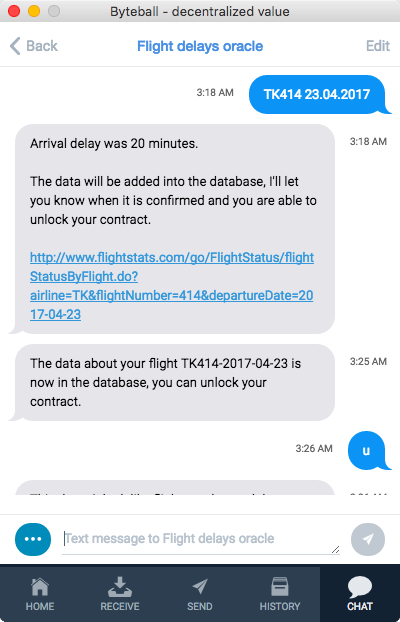 Byteball - decentralized value
Back
Flight delays oracle
Edit
3:18 AM
TK414 23.04.2017
Arrival delay was 20 minutes.
3:18 AM
The data will be added into the database, I'll let
you know when it is confirmed and you are able to
unlock your contract.
http://www.flightstats.com/go/FlightStatus/flight
StatusByFlight.do?
airline=TK&flightNumber=414&departureDate=20
17-04-23
The data about your flight TK414-2017-04-23 is
3:25 AM
now in the database, you can unlock your
contract.
3:26 AM
u
Text message to Flight delays oracle
HOME
RECEIVE
SEND
HISTORY
CHAT